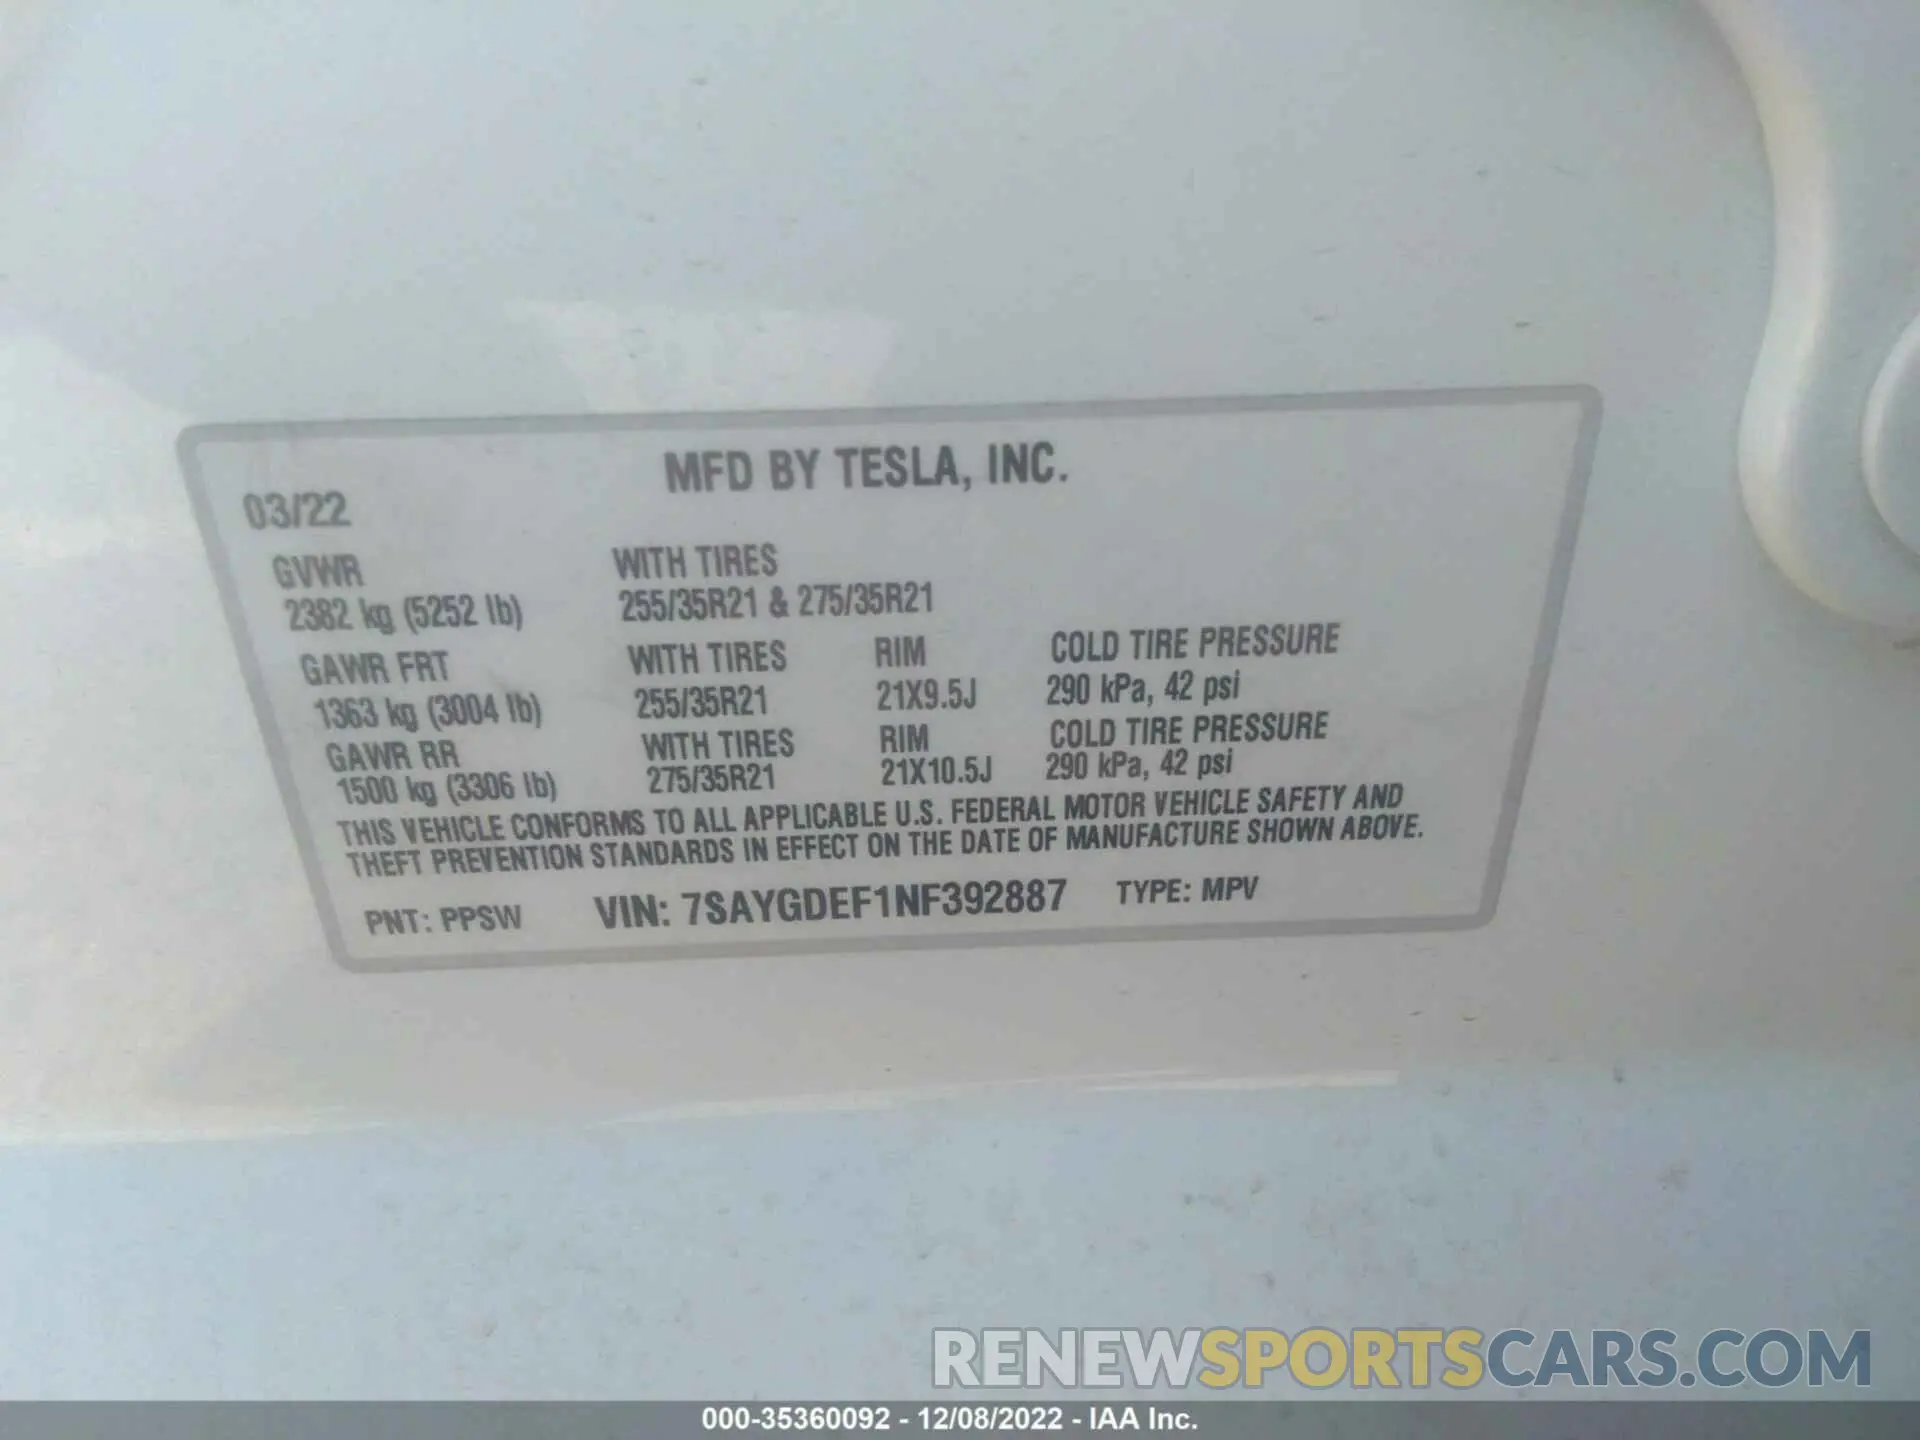 MFD BY TESLA, INC.
03/22
GVWR WITH TIRES
2382 kg (5252 lb) 255/35R21 & 275/35R21
GAWR FRT WITH TIRES RIM COLD TIRE PRESSURE
1363 kg (3004 lb) 255/35R21 21X9.5J 290 kPa, 42 psi
GAWR RR WITH TIRES RIM COLD TIRE PRESSURE
1500 kg (3306 lb) 275/35R21 21X10.5J 290 kPa, 42 psi
THIS VEHICLE CONFORMS TO ALL APPLICABLE U.S. FEDERAL MOTOR VEHICLE SAFETY AND
THEFT PREVENTION STANDARDS IN EFFECT ON THE DATE OF MANUFACTURE SHOWN ABOVE.
PNT: PPSW VIN: 7SAYGDEF1NF392887 TYPE: MPV
RENEWSPORTSCARS.COM
000-35360092 - 12/08/2022 - IAA Inc.